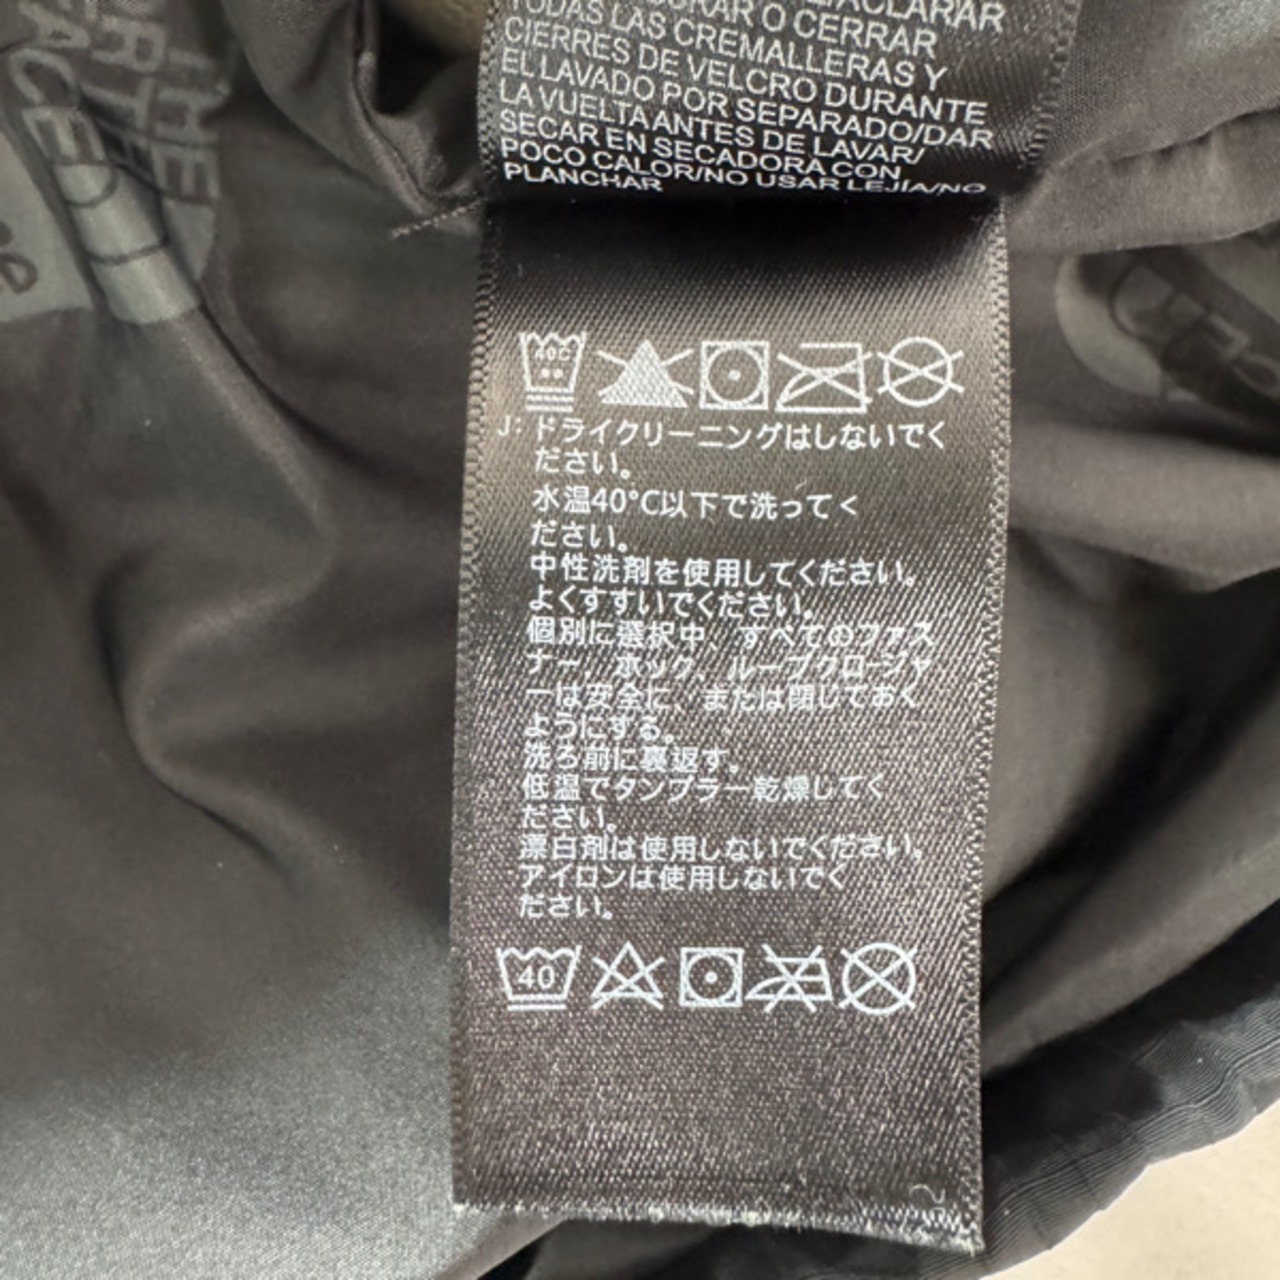 THE
NORTH
FACE
TODAS LAS CREMALLERAS Y
CIERRES DE VELCRO DURANTE
EL LAVADO POR SEPARADO/DAR
LA VUELTA ANTES DE LAVAR/
SECAR EN SECADORA CON
POCO CALOR/NO USAR LEJIA/NO
PLANCHAR
40C
J: ドライクリーニングはしないでく
ださい。
水温40°C以下で洗ってく
ださい。
中性洗剤を使用してください。
よくすすいでください。
個別に選択中、すべてのファス
ナー、ホック、ループクロージャ
ーは安全に、または閉じておく
ようにする。
洗ろ前に裏返す。
低温でタンブラー乾燥してく
ださい。
漂白剤は使用しないでください。
アイロンは使用しないでく
ださい。
40